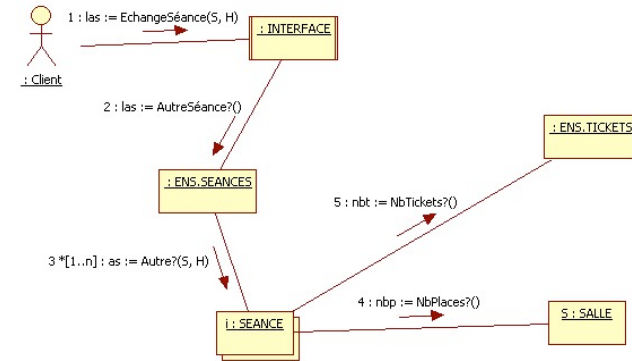 1 : las := EchangeSéance(S, H)
: INTERFACE
: Client
2 : las := AutreSéance?()
: ENS.TICKETS
: ENS.SEANCES
5 : nbt := NbTickets?()
3 *[1..n] : as := Autre?(S, H)
4 : nbp := NbPlaces?()
i : SEANCE
S : SALLE